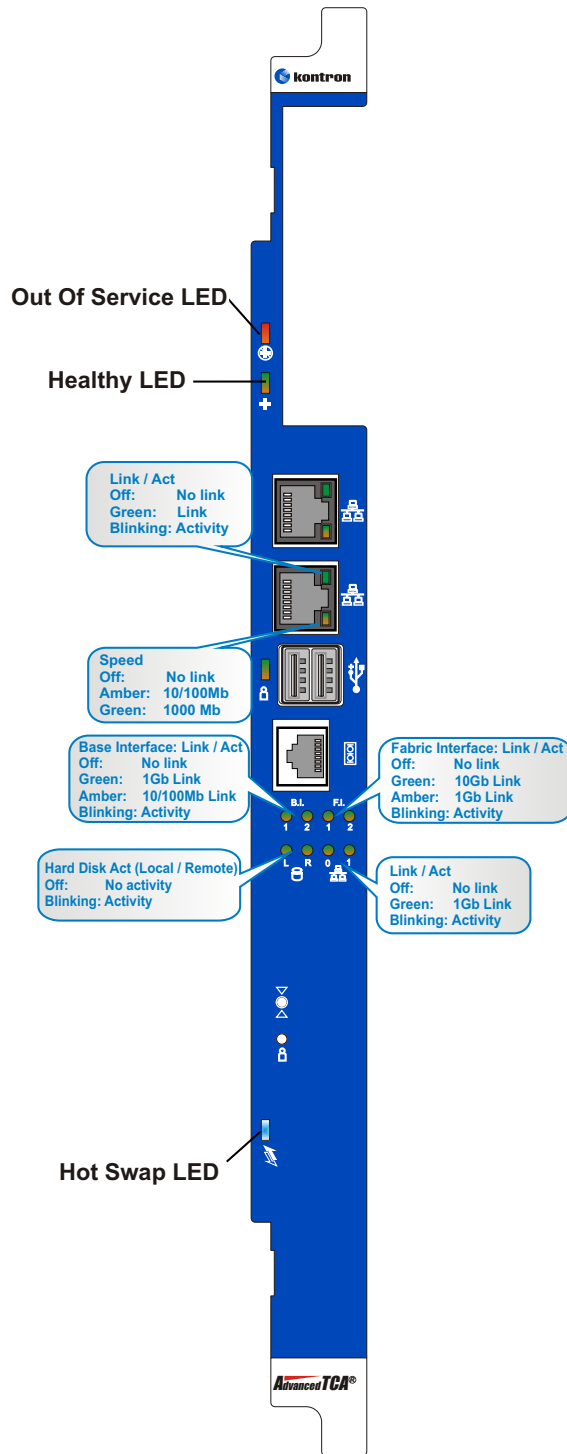 kontron
Out Of Service LED
Healthy LED
Link / Act
Off: No link
Green: Link
Blinking: Activity
Speed
Off: No link
Amber: 10/100Mb
Green: 1000 Mb
Base Interface: Link / Act
Off: No link
Green: 1Gb Link
Amber: 10/100Mb Link
Blinking: Activity
Fabric Interface: Link / Act
Off: No link
Green: 10Gb Link
Amber: 1Gb Link
Blinking: Activity
B.I. F.I.
1 2 1 2
L R 0 1
Hard Disk Act (Local / Remote)
Off: No activity
Blinking: Activity
Link / Act
Off: No link
Green: 1Gb Link
Blinking: Activity
Hot Swap LED
AdvancedTCA®